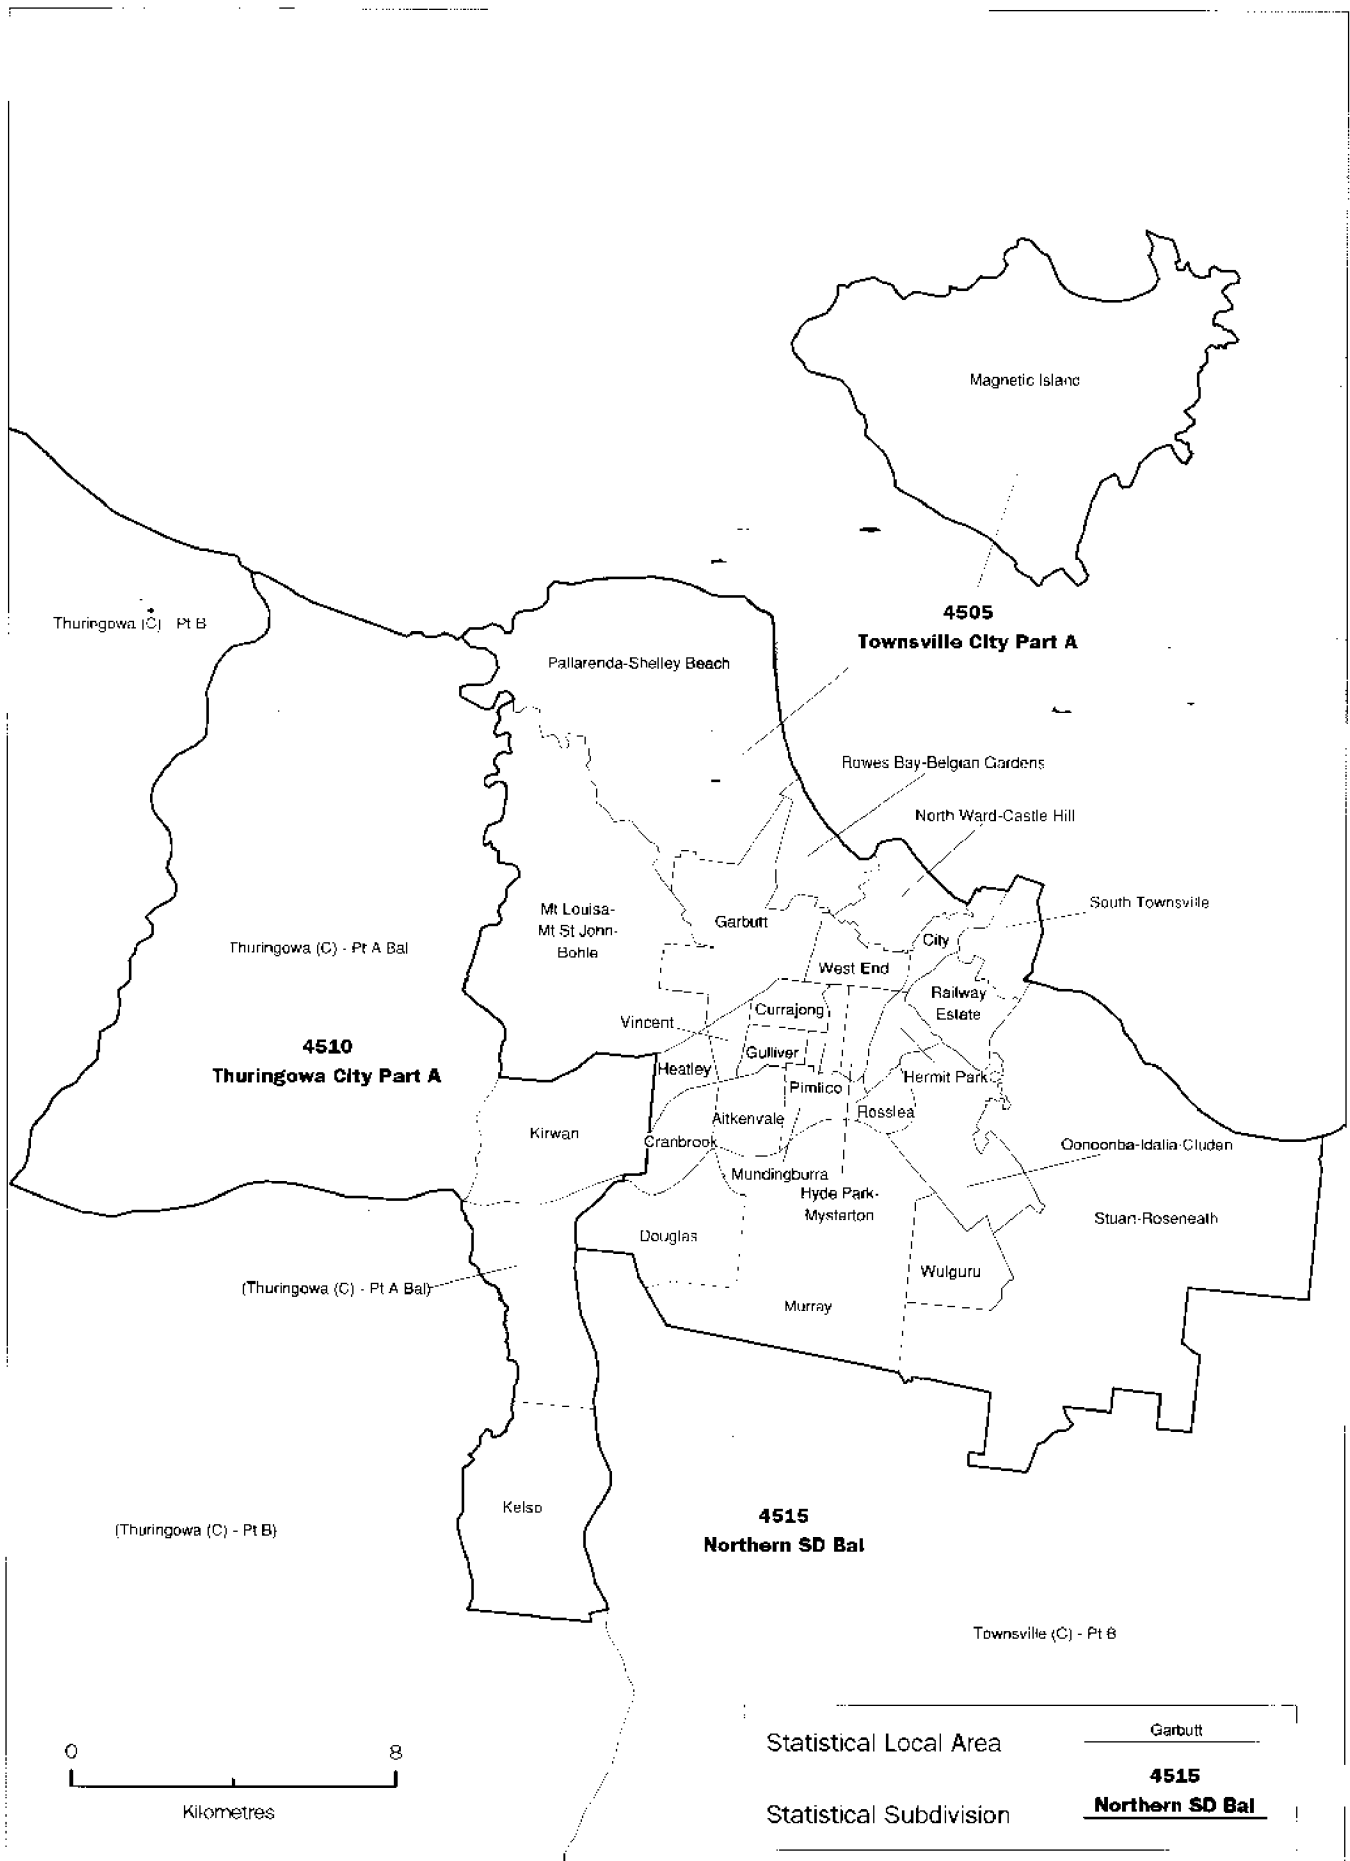 Magnetic Island
4505
Townsville City Part A
Thuringowa (C) - Pt B
Pallarenda-Shelley Beach
Rowes Bay-Belgian Gardens
North Ward-Castle Hill
South Townsville
Mt Louisa-
Mt St John-
Bohle
Garbutt
City
Thuringowa (C) - Pt A Bal
West End
Railway
Estate
Currajong
Vincent
4510
Thuringowa City Part A
Gulliver
Heatley
Pimlico
Hermit Park
Rosslea
Aitkenvale
Kirwan
Cranbrook
Oonoonba-Idalia-Cluden
Mundingburra
Hyde Park-
Mysterton
Stuart-Roseneath
Douglas
Wulguru
(Thuringowa (C) - Pt A Bal)
Murray
Kelso
4515
Northern SD Bal
(Thuringowa (C) - Pt B)
Townsville (C) - Pt B
0 8
Kilometres
Statistical Local Area
Garbutt
Statistical Subdivision
4515
Northern SD Bal